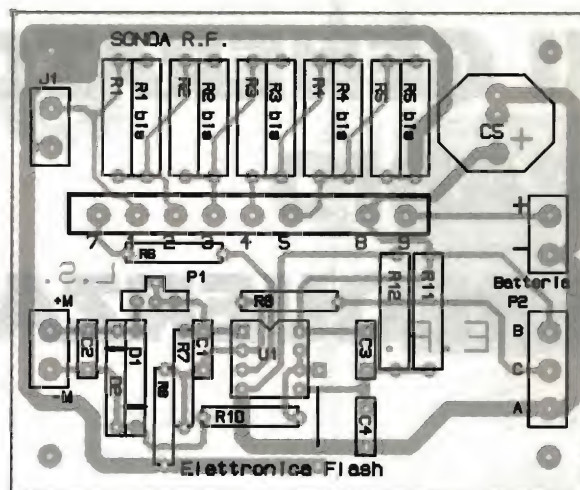 SONDA R.F.
J1
R1
R1 bis
R2
R2 bis
R3
R3 bis
R4
R4 bis
R5
R5 bis
C5
+
7 1 2 3 4 5 8 9
+
-
Batteria
R6
L.S.
P1
R9
R12
R11
P2
+M
-M
C2
D1
D2
R7
C1
U1
C3
E.F.
B
C
A
R8
R10
C4
Elettronica Flash